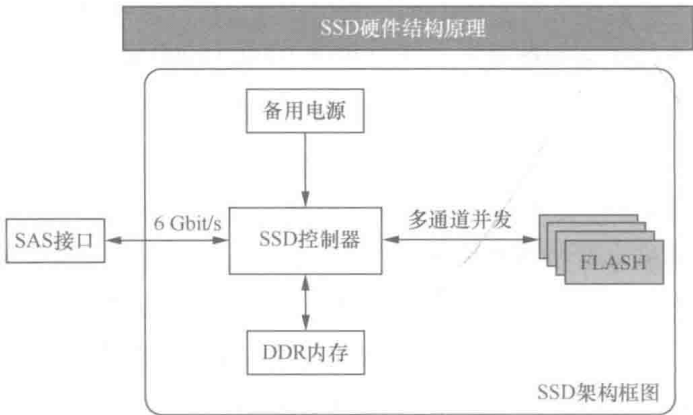 SSD硬件结构原理
备用电源
6 Gbit/s
多通道并发
SAS接口
SSD控制器
FLASH
DDR内存
SSD架构框图